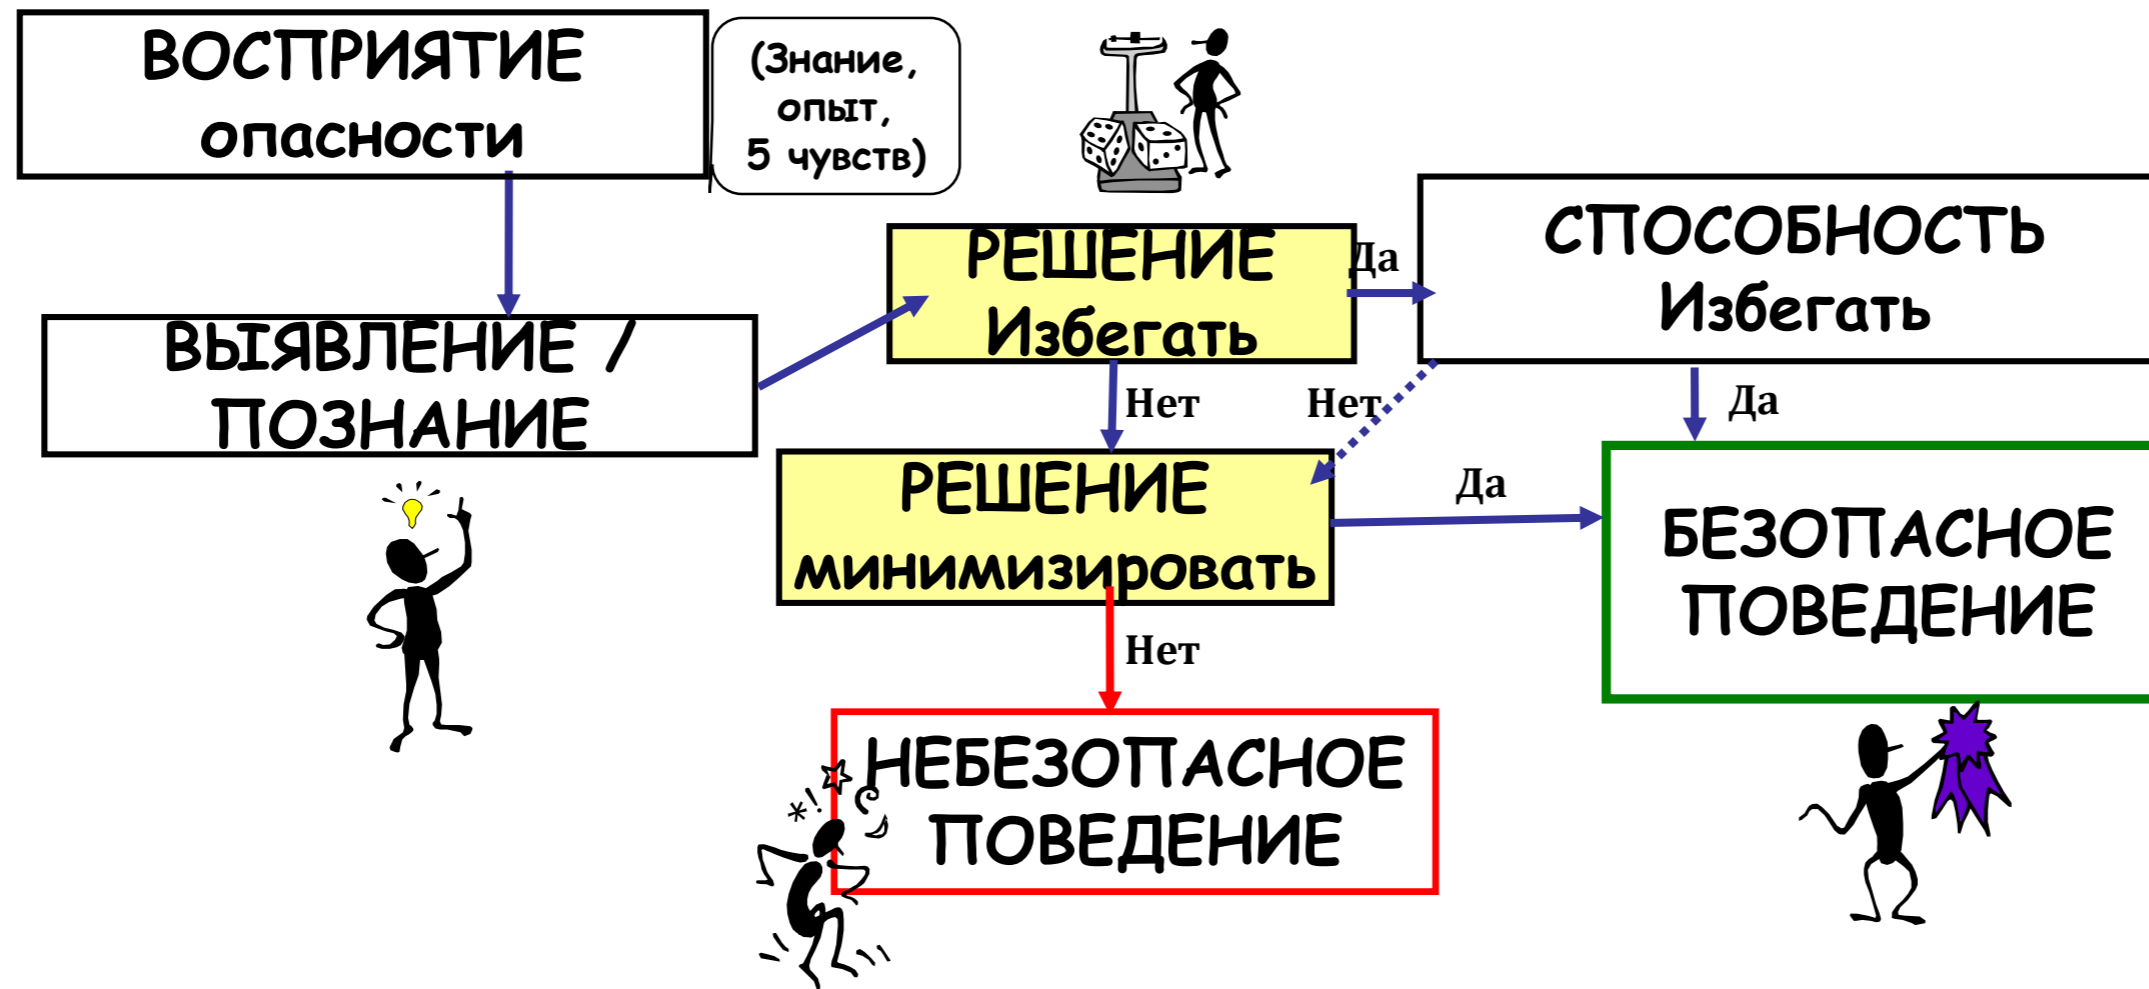 ВОСПРИЯТИЕ
опасности
(Знание,
опыт,
5 чувств)
ВЫЯВЛЕНИЕ /
ПОЗНАНИЕ
РЕШЕНИЕ
Избегать
Да
СПОСОБНОСТЬ
Избегать
Нет
Нет
Да
РЕШЕНИЕ
минимизировать
Да
БЕЗОПАСНОЕ
ПОВЕДЕНИЕ
Нет
НЕБЕЗОПАСНОЕ
ПОВЕДЕНИЕ
*!